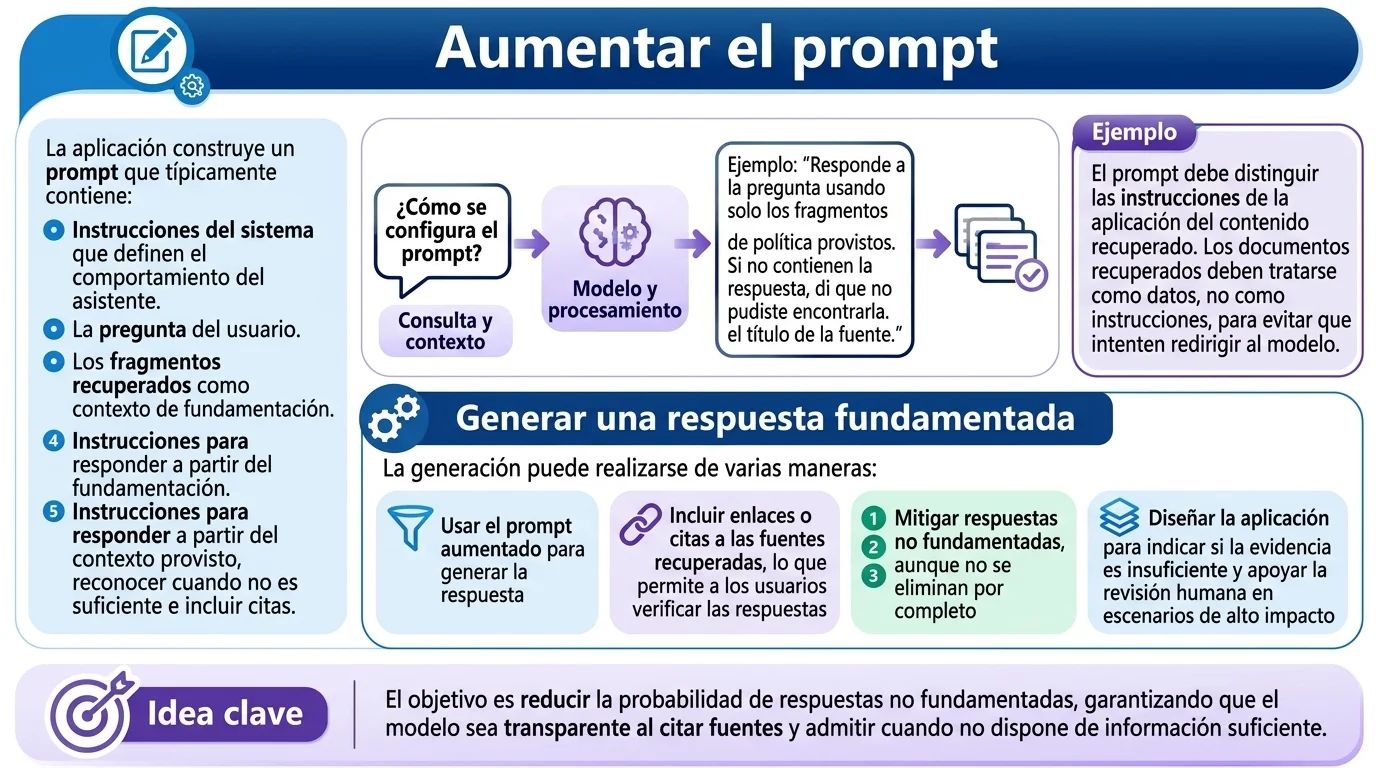 Aumentar el prompt
La aplicación construye un
prompt que típicamente
contiene:
Instrucciones del sistema
que definen el
comportamiento del
asistente.
La pregunta del usuario.
Los fragmentos
recuperados como
contexto de fundamentación.
4 Instrucciones para
responder a partir del
fundamentación.
5 Instrucciones para
responder a partir del
contexto provisto,
reconocer cuando no es
suficiente e incluir citas.
¿Cómo se
configura el
prompt?
Consulta y
contexto
Modelo y
procesamiento
Ejemplo: “Responde a
la pregunta usando
solo los fragmentos
de política provistos.
Si no contienen la
respuesta, di que no
pudiste encontrarla.
el título de la fuente.”
Ejemplo
El prompt debe distinguir
las instrucciones de la
aplicación del contenido
recuperado. Los documentos
recuperados deben tratarse
como datos, no como
instrucciones, para evitar que
intenten redirigir al modelo.
Generar una respuesta fundamentada
La generación puede realizarse de varias maneras:
Usar el prompt
aumentado para
generar la
respuesta
Incluir enlaces o
citas a las fuentes
recuperadas, lo que
permite a los usuarios
verificar las respuestas
1 Mitigar respuestas
2 no fundamentadas,
3 aunque no se
eliminan por
completo
Diseñar la aplicación
para indicar si la evidencia
es insuficiente y apoyar la
revisión humana en
escenarios de alto impacto
Idea clave
El objetivo es reducir la probabilidad de respuestas no fundamentadas, garantizando que el
modelo sea transparente al citar fuentes y admitir cuando no dispone de información suficiente.